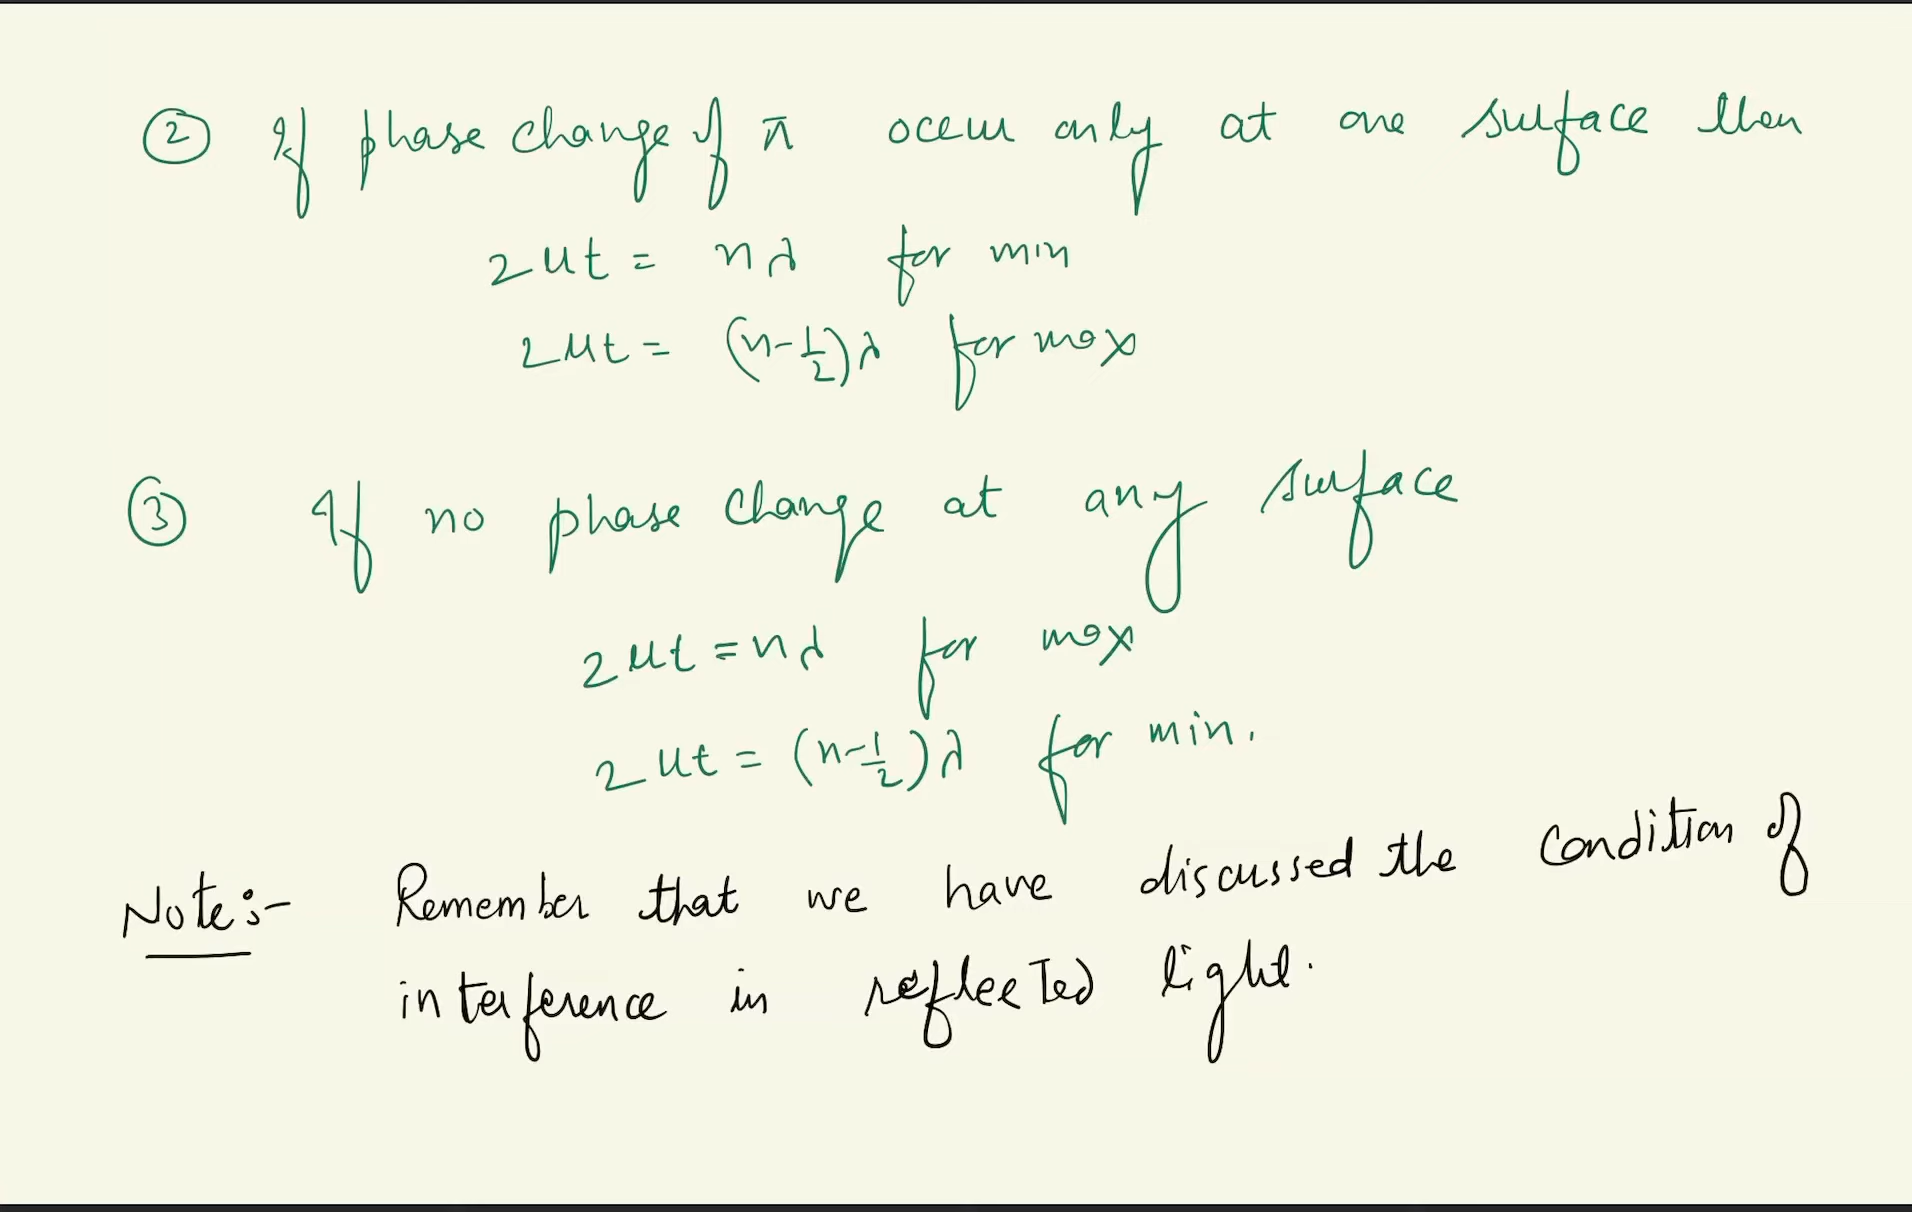 ② If phase change of π occur only at one surface then
2μt = nλ for min
2μt = (n-1/2)λ for max
③ If no phase change at any surface
2μt = nλ for max
2μt = (n-1/2)λ for min.
Note:- Remember that we have discussed the condition of
interference in reflected light.